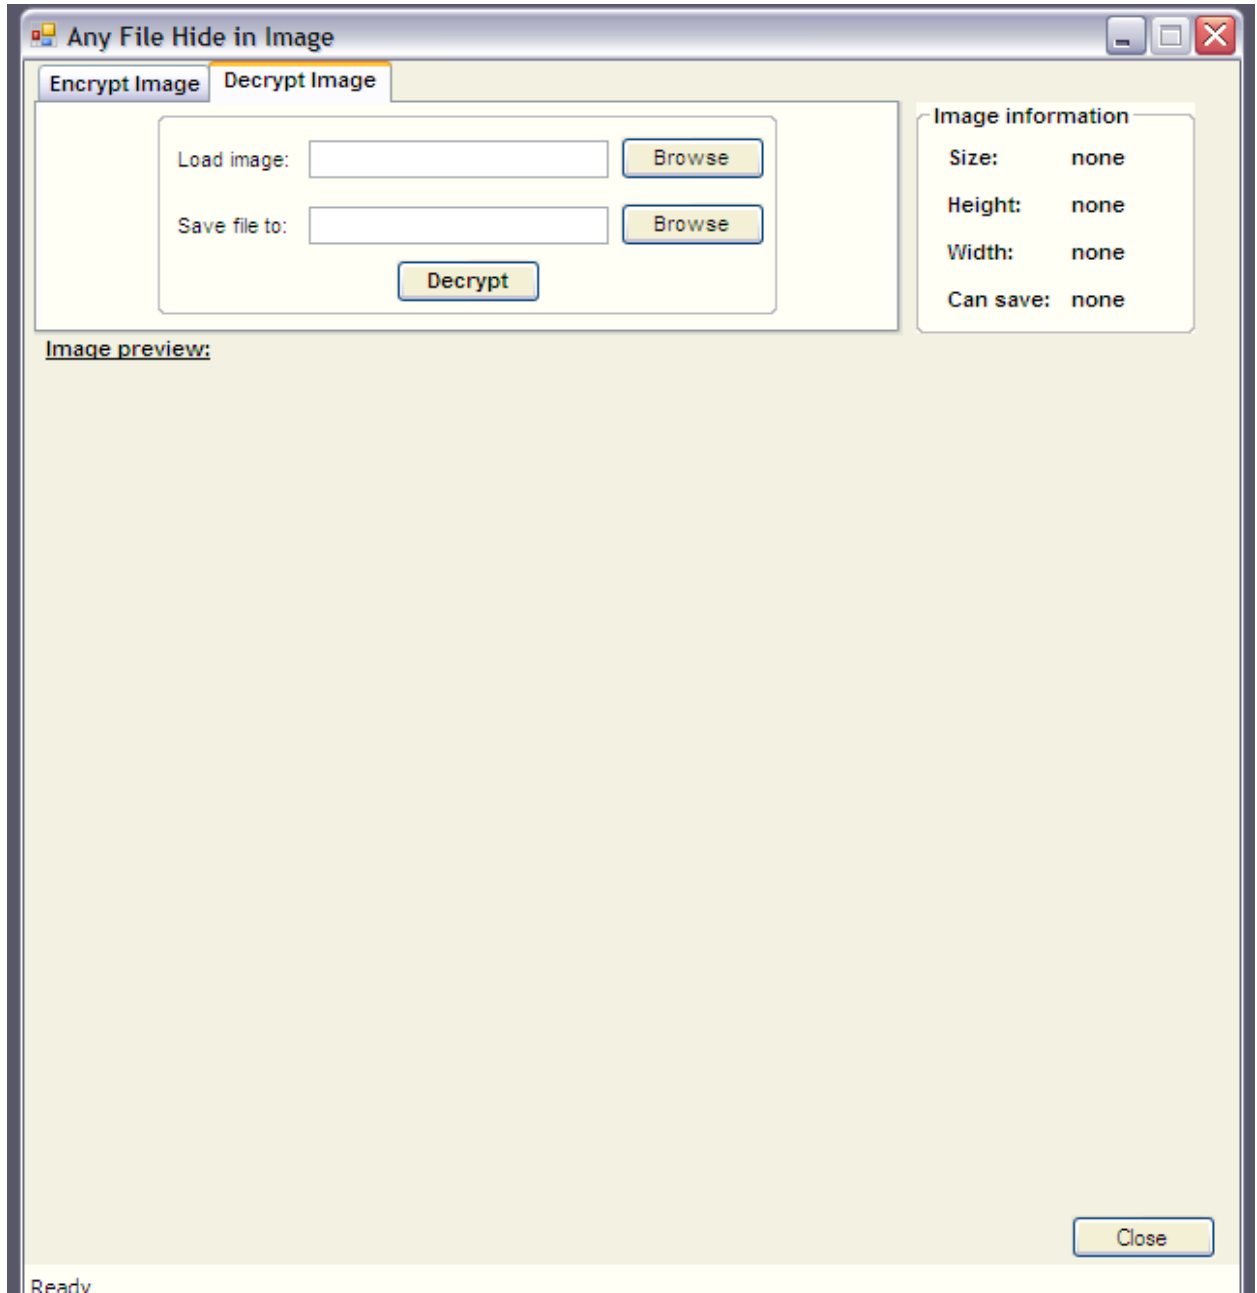 Any File Hide in Image
Encrypt Image Decrypt Image
Load image: Browse
Save file to: Browse
Decrypt
Image information
Size: none
Height: none
Width: none
Can save: none
Image preview:
Close
Ready